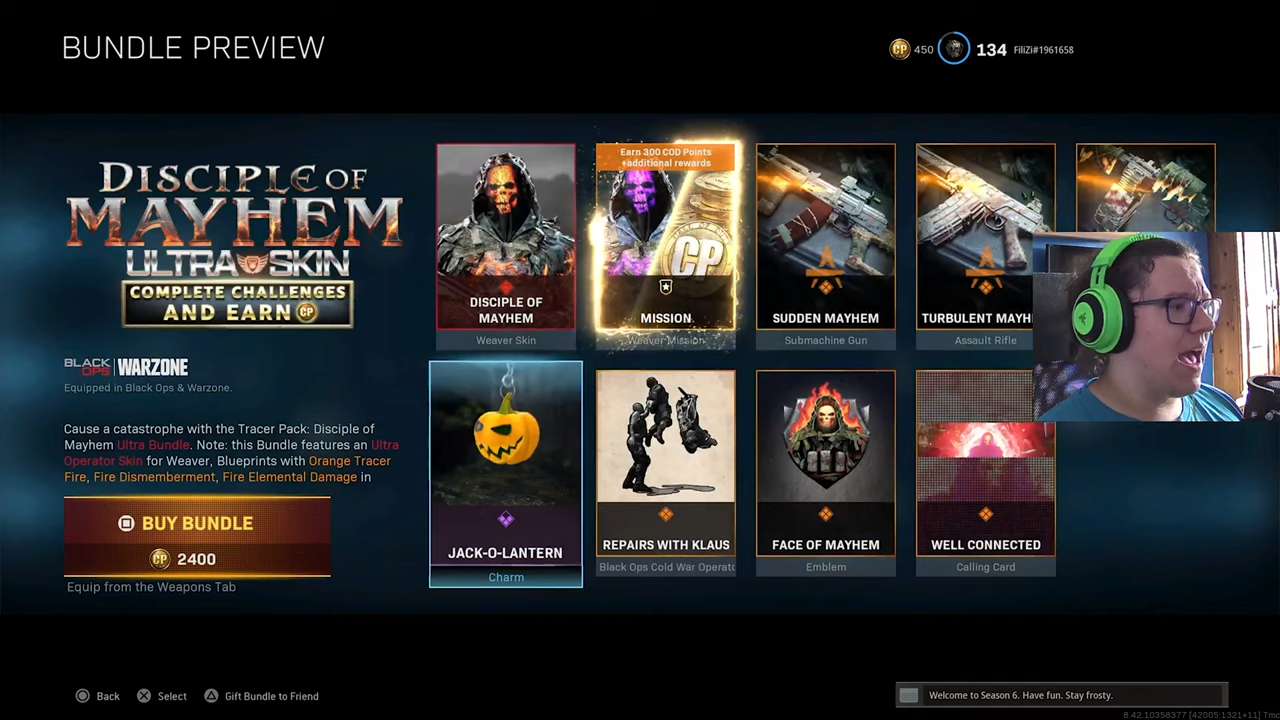 BUNDLE PREVIEW
CP 450
134
FiliZi#1961658
DISCIPLE OF
MAYHEM
ULTRA SKIN
COMPLETE CHALLENGES
AND EARN CP
BLACK OPS | WARZONE
Equipped in Black Ops & Warzone.
Cause a catastrophe with the Tracer Pack: Disciple of
Mayhem Ultra Bundle. Note: this Bundle features an Ultra
Operator Skin for Weaver, Blueprints with Orange Tracer
Fire, Fire Dismemberment, Fire Elemental Damage in
BUY BUNDLE
CP 2400
Equip from the Weapons Tab
DISCIPLE OF
MAYHEM
Weaver Skin
Earn 300 COD Points
+additional rewards
CP
MISSION
Weaver Mission
SUDDEN MAYHEM
Submachine Gun
TURBULENT MAYH
Assault Rifle
JACK-O-LANTERN
Charm
REPAIRS WITH KLAUS
Black Ops Cold War Operato
FACE OF MAYHEM
Emblem
WELL CONNECTED
Calling Card
Back
Select
Gift Bundle to Friend
Welcome to Season 6. Have fun. Stay frosty.